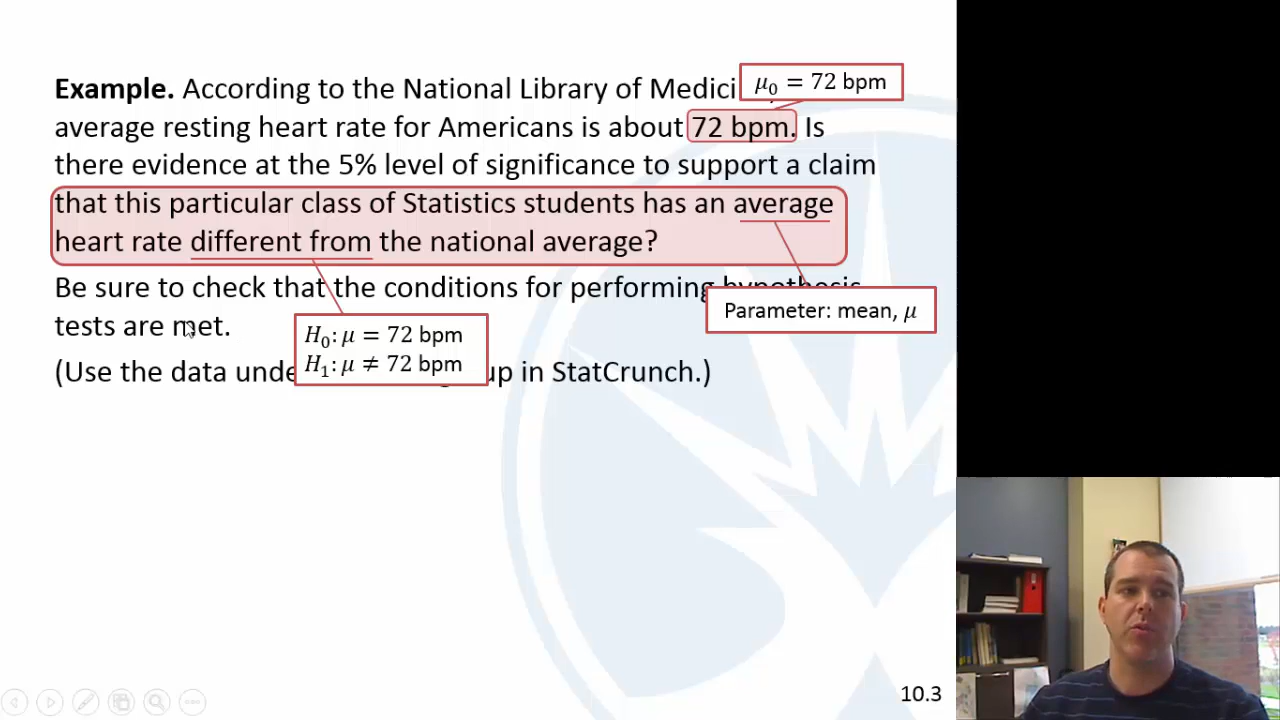 Example. According to the National Library of Medici
μ₀ = 72 bpm
average resting heart rate for Americans is about 72 bpm. Is
there evidence at the 5% level of significance to support a claim
that this particular class of Statistics students has an average
heart rate different from the national average?
Be sure to check that the conditions for performing hypothesis
Parameter: mean, μ
tests are met.
H₀: μ = 72 bpm
H₁: μ ≠ 72 bpm
(Use the data unde up in StatCrunch.)
10.3